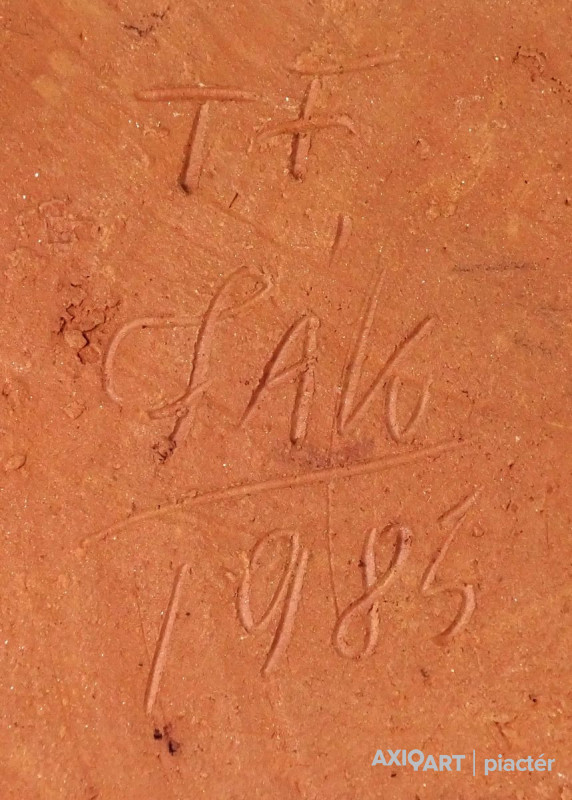 TF
SÁK
1983
AXIOART | piactér